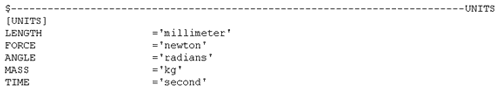 $----------------------------------------------------------------------UNITS
[UNITS]
LENGTH                  ='millimeter'
FORCE                   ='newton'
ANGLE                   ='radians'
MASS                    ='kg'
TIME                    ='second'